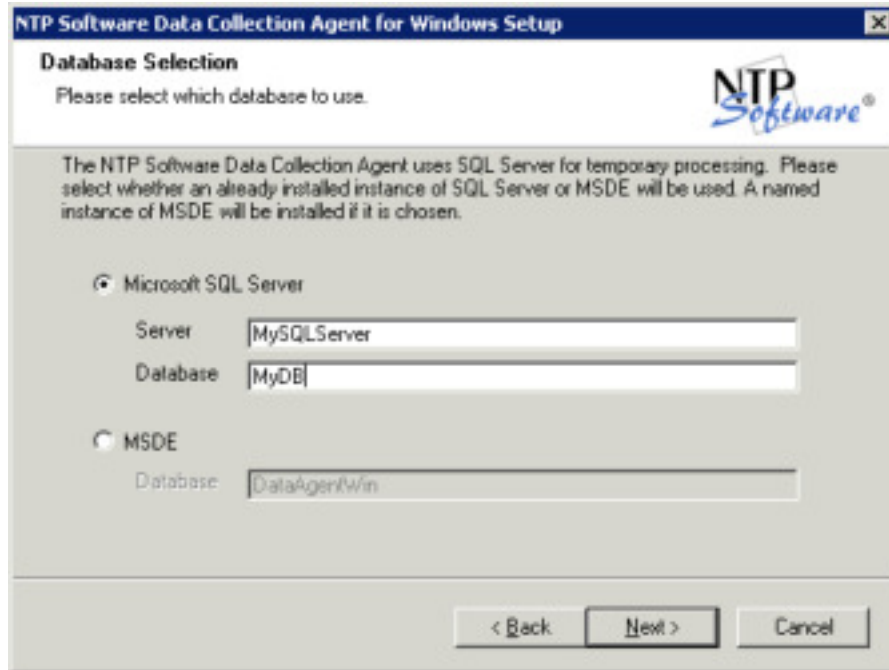 NTP Software Data Collection Agent for Windows Setup
Database Selection
Please select which database to use.
NTP
Software®
The NTP Software Data Collection Agent uses SQL Server for temporary processing. Please
select whether an already installed instance of SQL Server or MSDE will be used. A named
instance of MSDE will be installed if it is chosen.
Microsoft SQL Server
Server MySQLServer
Database MyDB
MSDE
Database DataAgentWin
< Back Next > Cancel